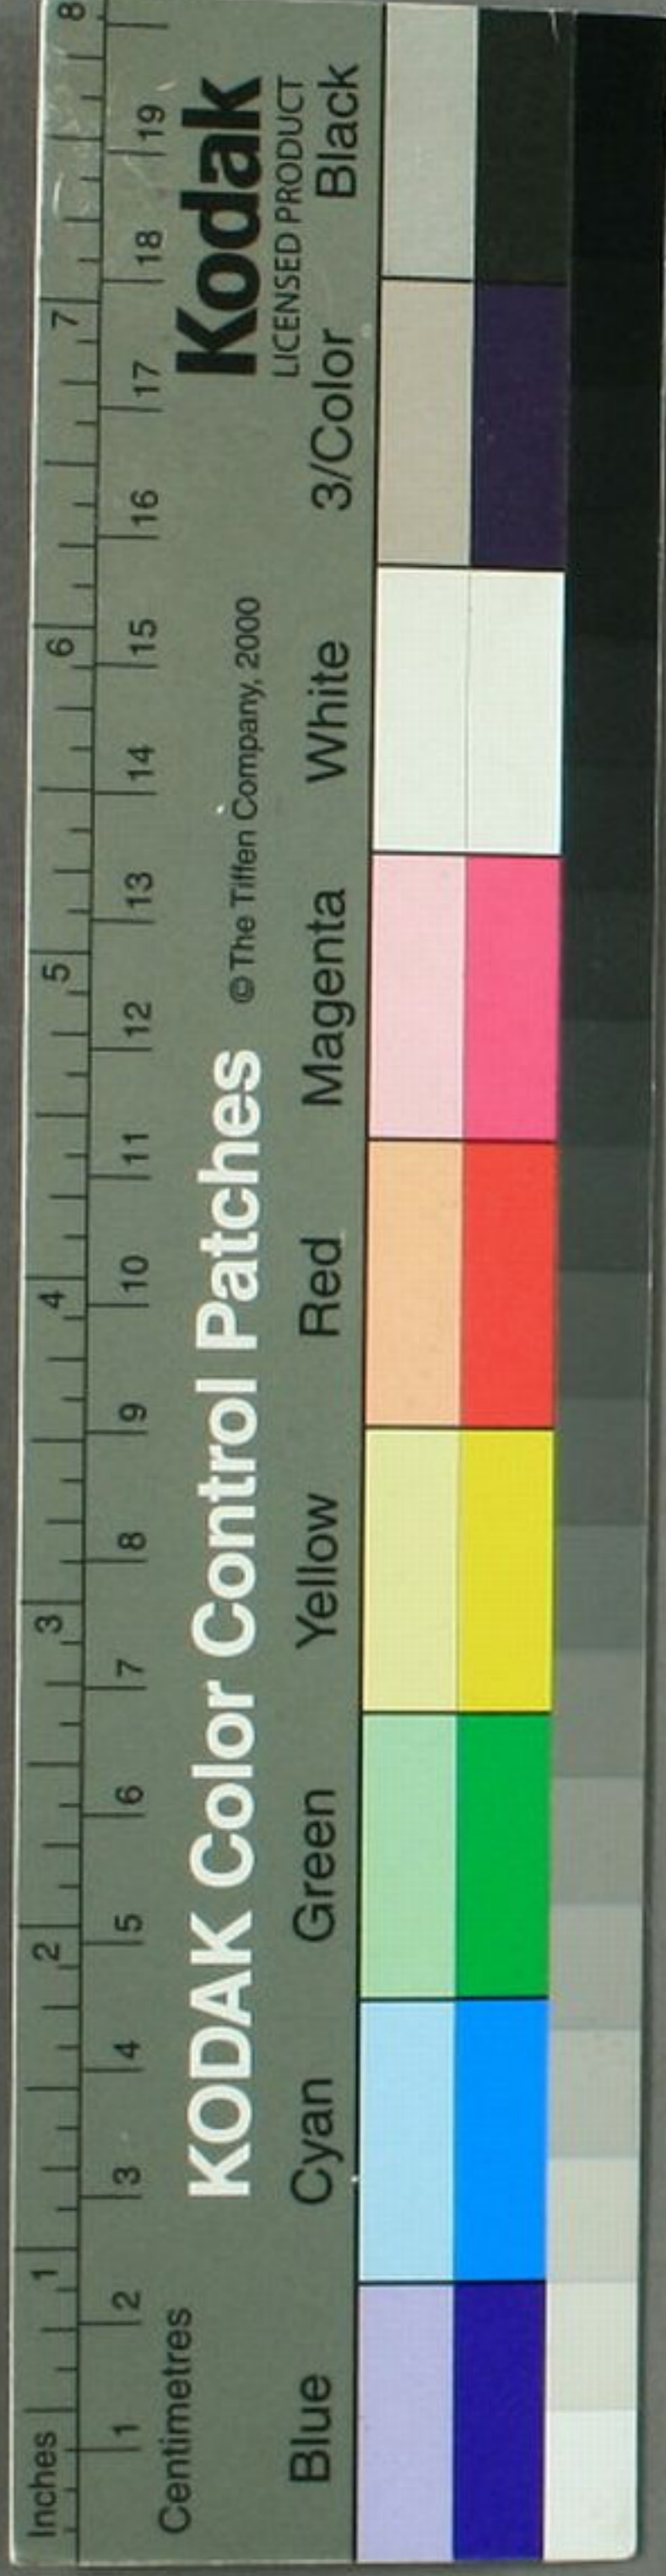 Inches 1 2 3 4 5 6 7 8
1 2 3 4 5 6 7 8 9 10 11 12 13 14 15 16 17 18 19
Centimetres
KODAK Color Control Patches © The Tiffen Company, 2000 Kodak
LICENSED PRODUCT
Blue Cyan Green Yellow Red Magenta White 3/Color Black